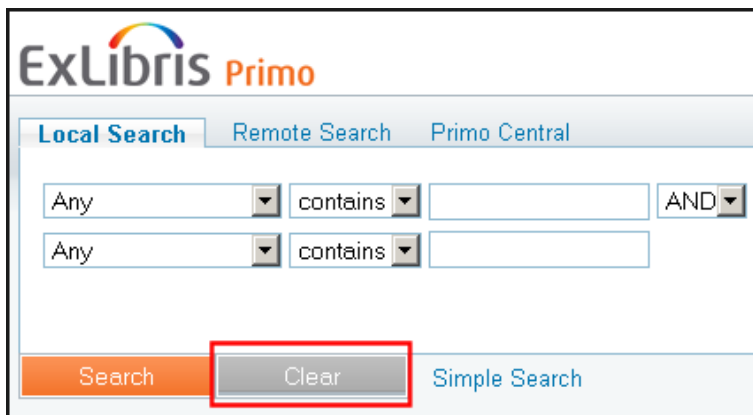 ExLibris Primo
Local Search Remote Search Primo Central
Any contains AND
Any contains
Search Clear Simple Search